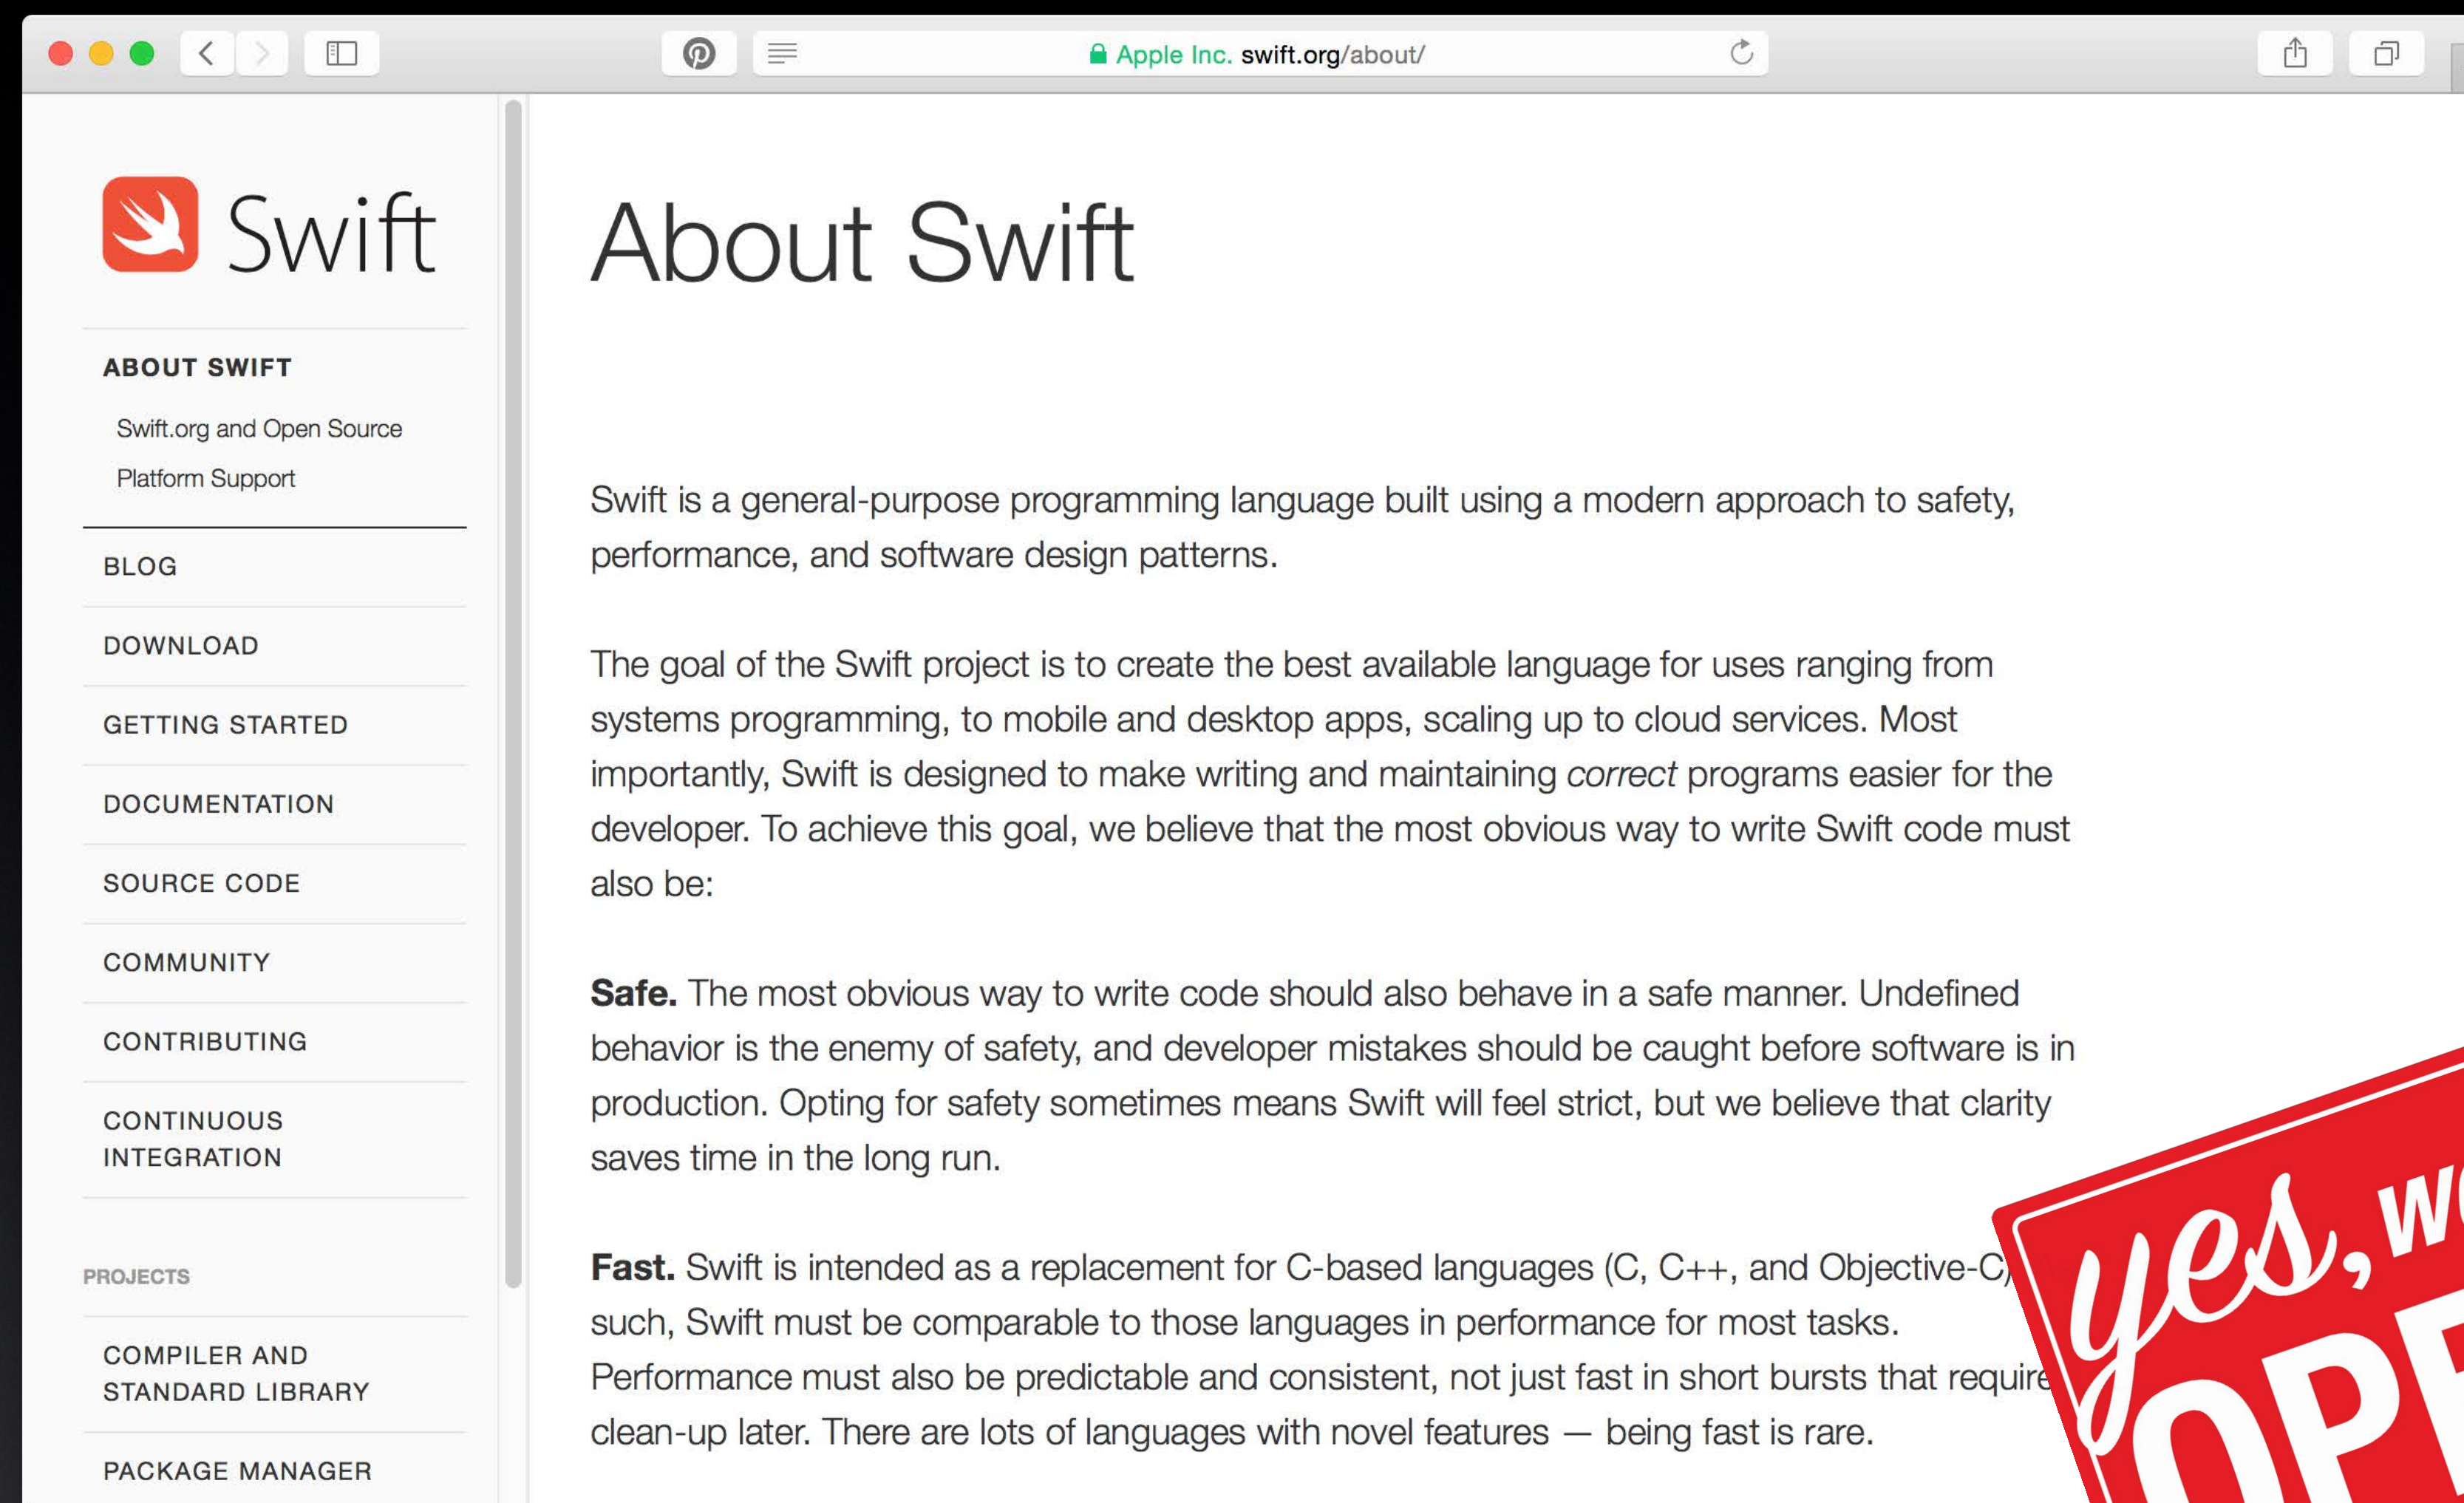 Apple Inc. swift.org/about/
Swift
ABOUT SWIFT
Swift.org and Open Source
Platform Support
BLOG
DOWNLOAD
GETTING STARTED
DOCUMENTATION
SOURCE CODE
COMMUNITY
CONTRIBUTING
CONTINUOUS
INTEGRATION
PROJECTS
COMPILER AND
STANDARD LIBRARY
PACKAGE MANAGER
About Swift
Swift is a general-purpose programming language built using a modern approach to safety,
performance, and software design patterns.
The goal of the Swift project is to create the best available language for uses ranging from
systems programming, to mobile and desktop apps, scaling up to cloud services. Most
importantly, Swift is designed to make writing and maintaining correct programs easier for the
developer. To achieve this goal, we believe that the most obvious way to write Swift code must
also be:
Safe. The most obvious way to write code should also behave in a safe manner. Undefined
behavior is the enemy of safety, and developer mistakes should be caught before software is in
production. Opting for safety sometimes means Swift will feel strict, but we believe that clarity
saves time in the long run.
Fast. Swift is intended as a replacement for C-based languages (C, C++, and Objective-C)
such, Swift must be comparable to those languages in performance for most tasks.
Performance must also be predictable and consistent, not just fast in short bursts that require
clean-up later. There are lots of languages with novel features — being fast is rare.
yes,